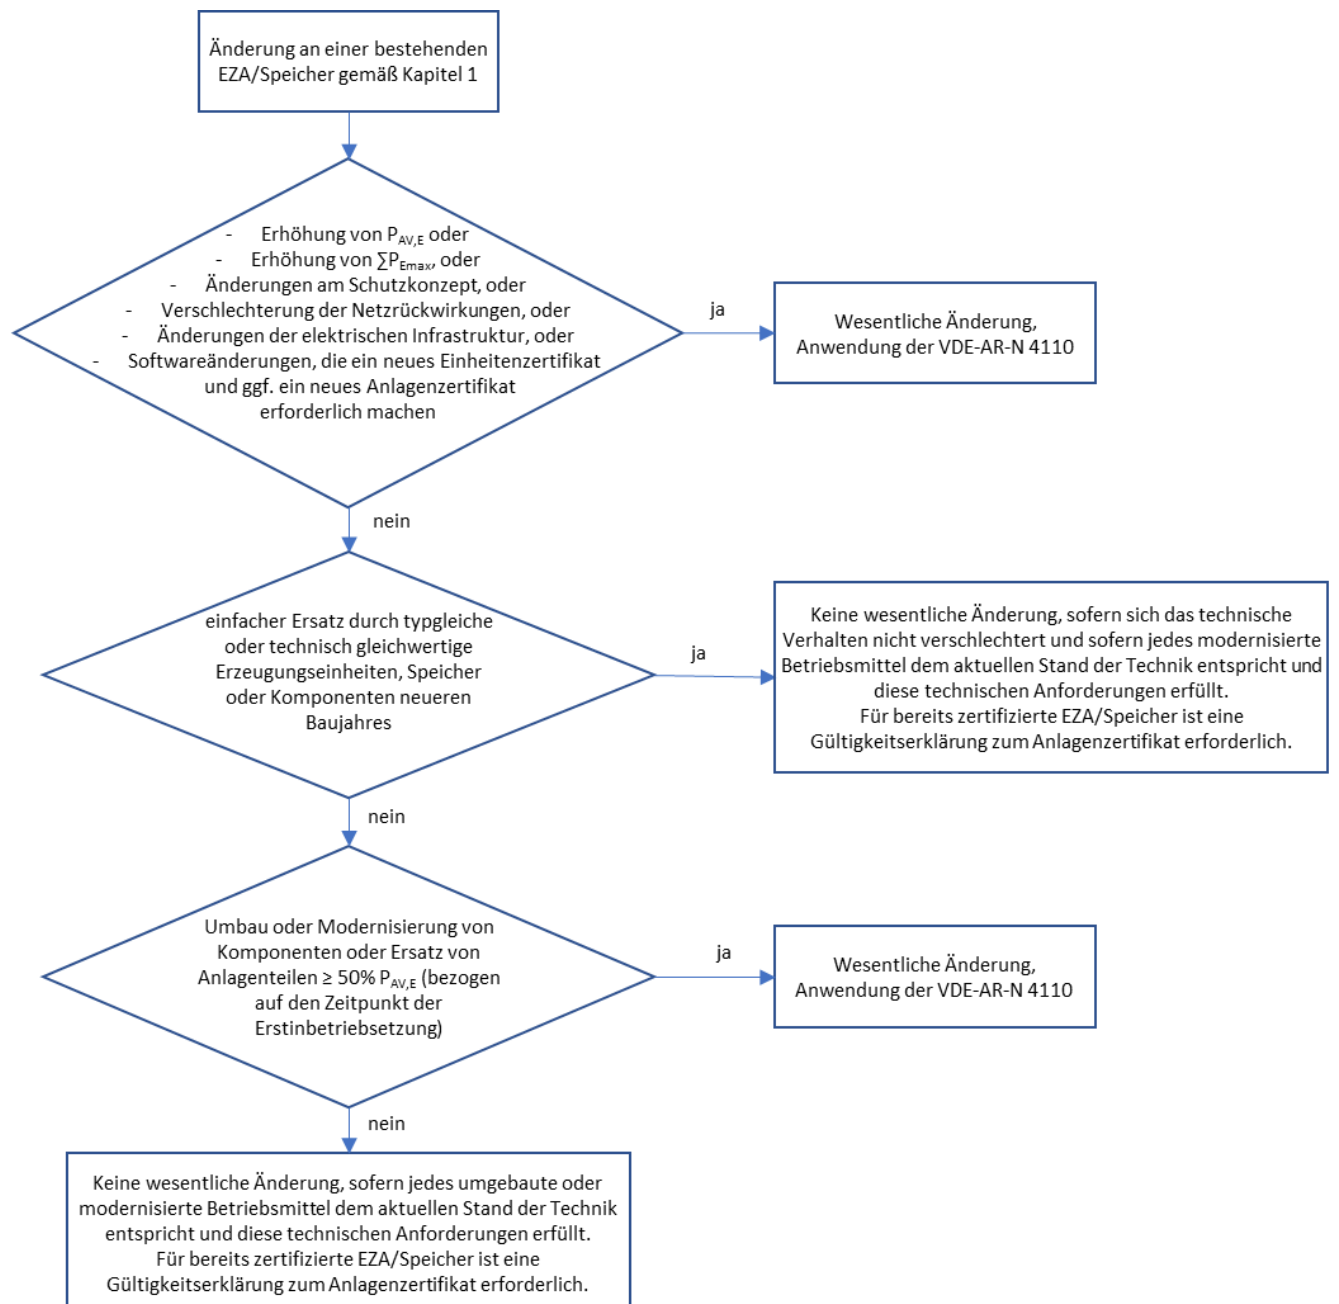 Änderung an einer bestehenden
EZA/Speicher gemäß Kapitel 1
- Erhöhung von P_AV,E oder
- Erhöhung von ∑P_Emax, oder
- Änderungen am Schutzkonzept, oder
- Verschlechterung der Netzrückwirkungen, oder
- Änderungen der elektrischen Infrastruktur, oder
- Softwareänderungen, die ein neues Einheitenzertifikat
und ggf. ein neues Anlagenzertifikat
erforderlich machen
ja
Wesentliche Änderung,
Anwendung der VDE-AR-N 4110
nein
einfacher Ersatz durch typgleiche
oder technisch gleichwertige
Erzeugungseinheiten, Speicher
oder Komponenten neueren
Baujahres
ja
Keine wesentliche Änderung, sofern sich das technische
Verhalten nicht verschlechtert und sofern jedes modernisierte
Betriebsmittel dem aktuellen Stand der Technik entspricht und
diese technischen Anforderungen erfüllt.
Für bereits zertifizierte EZA/Speicher ist eine
Gültigkeitserklärung zum Anlagenzertifikat erforderlich.
nein
Umbau oder Modernisierung von
Komponenten oder Ersatz von
Anlagenteilen ≥ 50% P_AV,E (bezogen
auf den Zeitpunkt der
Erstinbetriebsetzung)
ja
Wesentliche Änderung,
Anwendung der VDE-AR-N 4110
nein
Keine wesentliche Änderung, sofern jedes umgebaute oder
modernisierte Betriebsmittel dem aktuellen Stand der Technik
entspricht und diese technischen Anforderungen erfüllt.
Für bereits zertifizierte EZA/Speicher ist eine
Gültigkeitserklärung zum Anlagenzertifikat erforderlich.